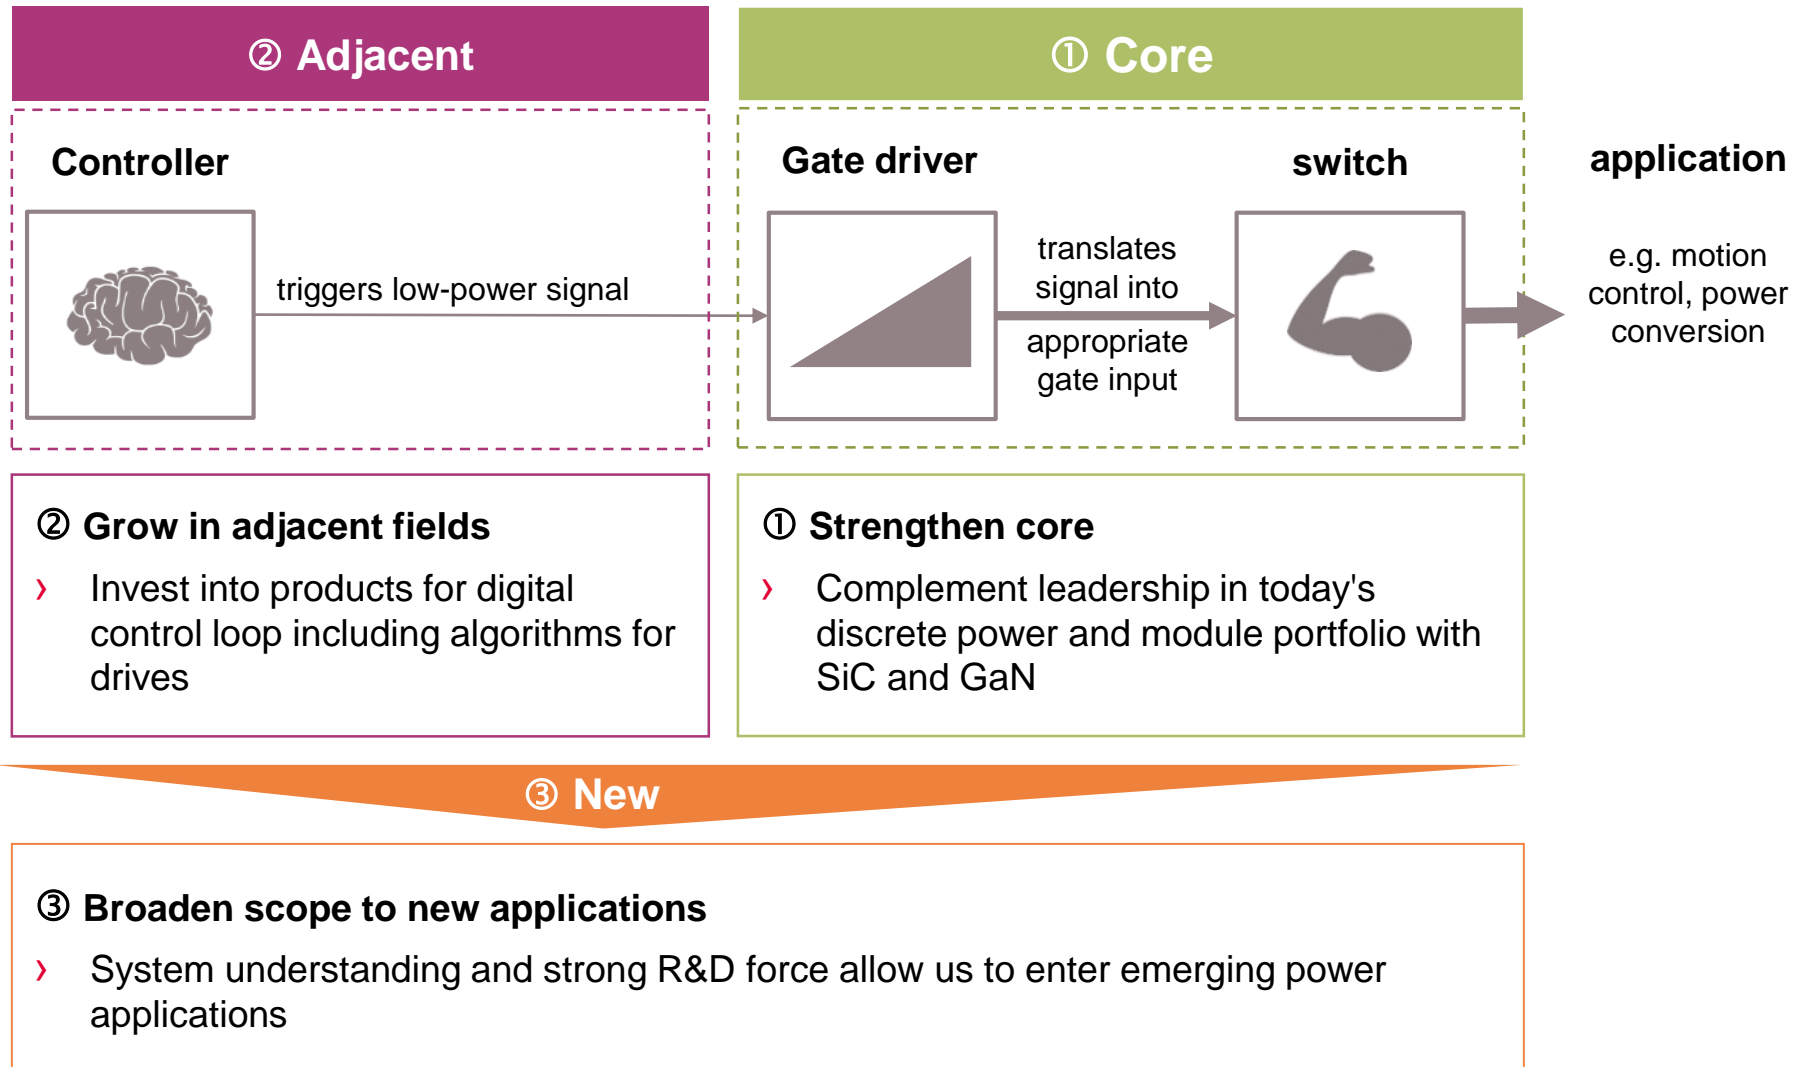 ② Adjacent
① Core
Controller
triggers low-power signal
Gate driver
translates
signal into
appropriate
gate input
switch
application
e.g. motion
control, power
conversion
② Grow in adjacent fields
› Invest into products for digital
control loop including algorithms for
drives
① Strengthen core
› Complement leadership in today's
discrete power and module portfolio with
SiC and GaN
③ New
③ Broaden scope to new applications
› System understanding and strong R&D force allow us to enter emerging power
applications